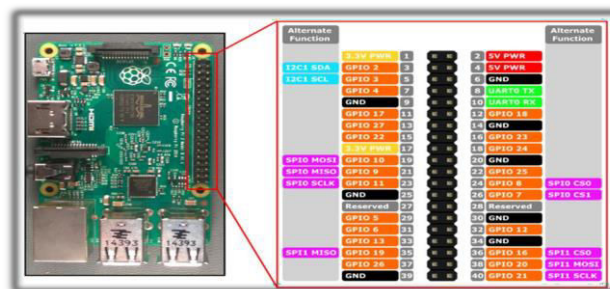 Alternate Function Alternate Function
3.3V PWR 1 2 5V PWR
I2C1 SDA GPIO 2 3 4 5V PWR
I2C1 SCL GPIO 3 5 6 GND
GPIO 4 7 8 UART0 TX
GND 9 10 UART0 RX
GPIO 17 11 12 GPIO 18
GPIO 27 13 14 GND
GPIO 22 15 16 GPIO 23
3.3V PWR 17 18 GPIO 24
SPI0 MOSI GPIO 10 19 20 GND
SPI0 MISO GPIO 9 21 22 GPIO 25
SPI0 SCLK GPIO 11 23 24 GPIO 8 SPI0 CS0
GND 25 26 GPIO 7 SPI0 CS1
Reserved 27 28 Reserved
GPIO 5 29 30 GND
GPIO 6 31 32 GPIO 12
GPIO 13 33 34 GND
SPI1 MISO GPIO 19 35 36 GPIO 16 SPI1 CS0
GPIO 26 37 38 GPIO 20 SPI1 MOSI
GND 39 40 GPIO 21 SPI1 SCLK
HDMI
14393 14393